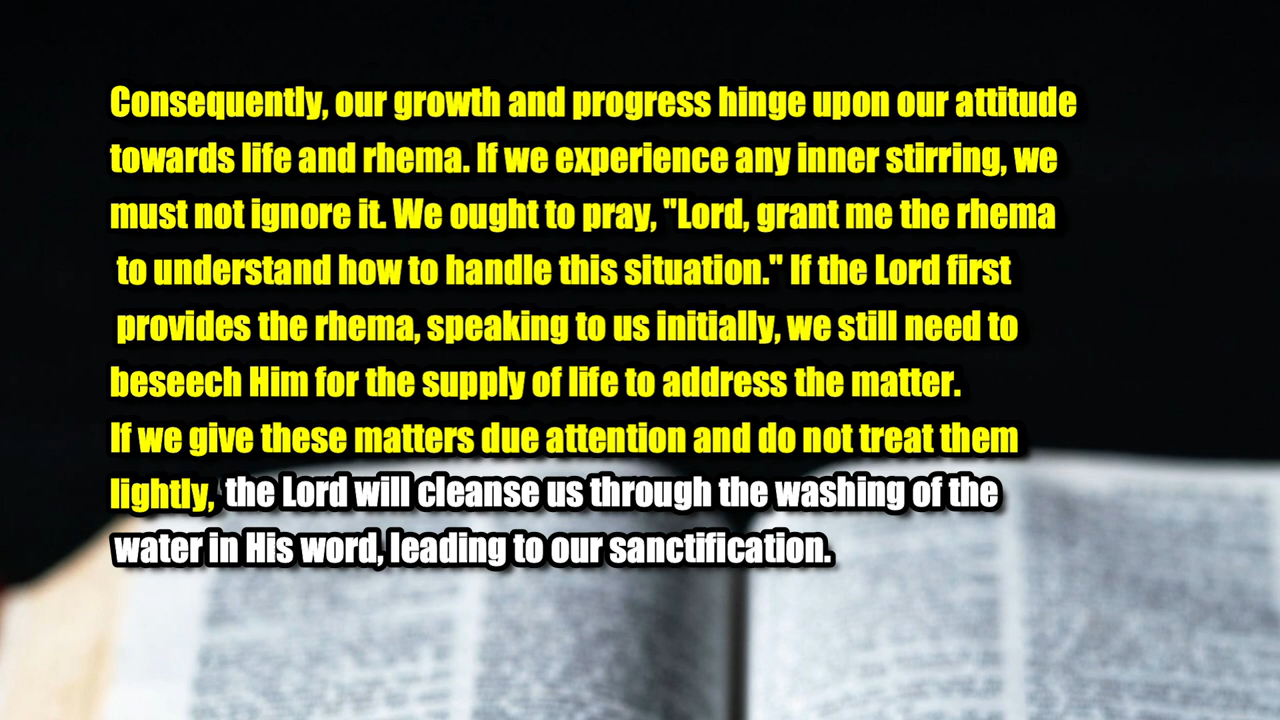 Consequently, our growth and progress hinge upon our attitude
towards life and rhema. If we experience any inner stirring, we
must not ignore it. We ought to pray, "Lord, grant me the rhema
to understand how to handle this situation." If the Lord first
provides the rhema, speaking to us initially, we still need to
beseech Him for the supply of life to address the matter.
If we give these matters due attention and do not treat them
lightly, the Lord will cleanse us through the washing of the
water in His word, leading to our sanctification.